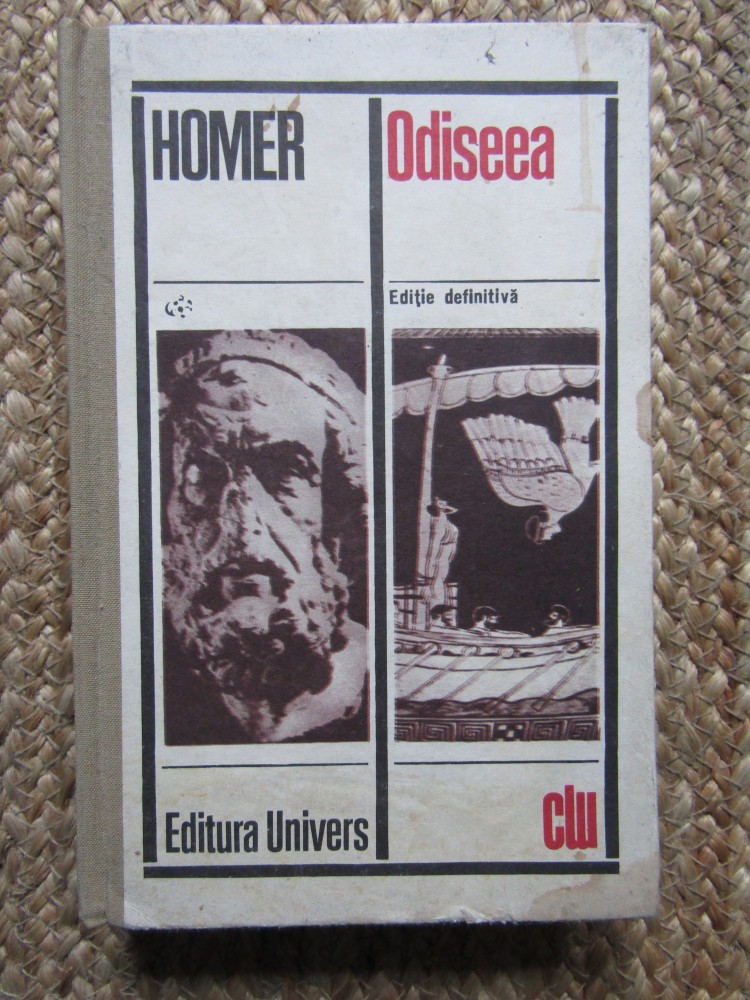 HOMER
Odiseea
Ediţie definitivă
Editura Univers
clu